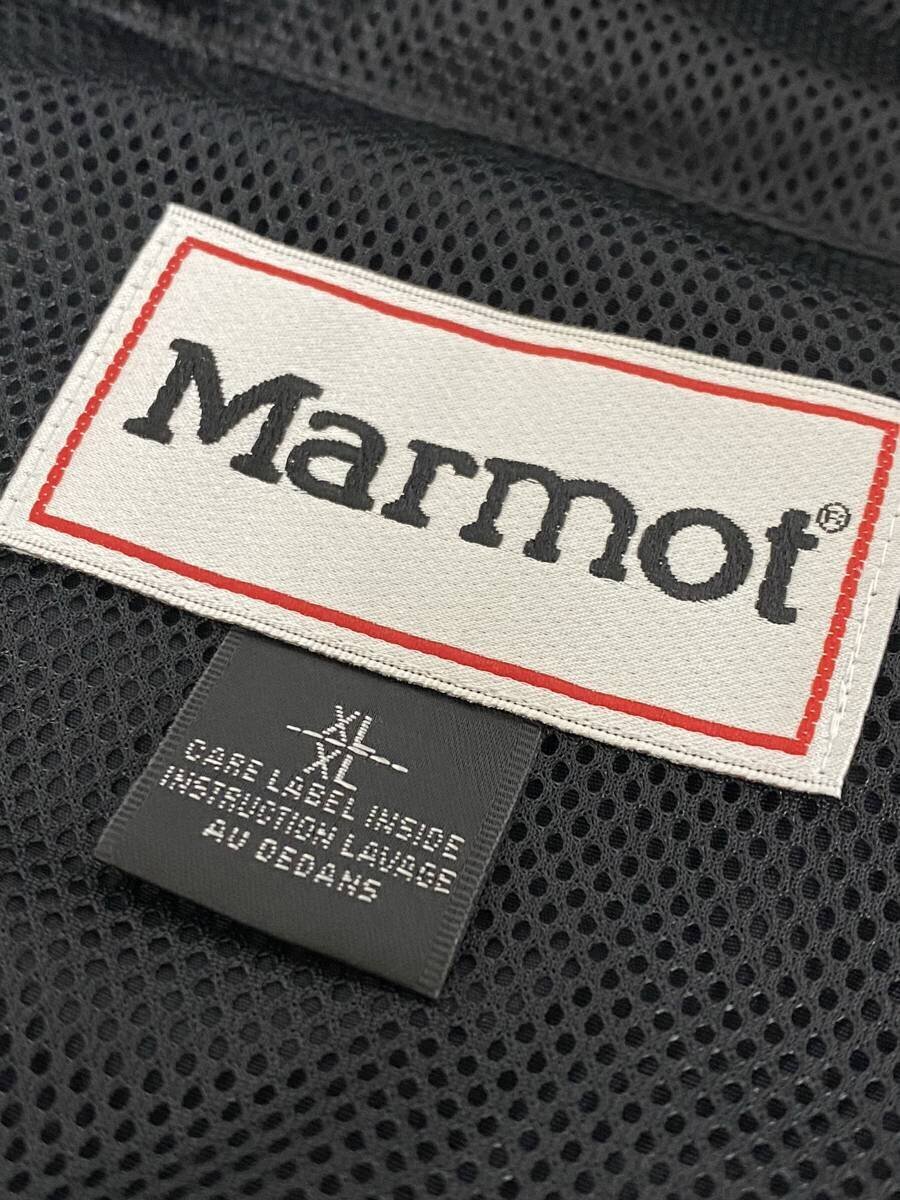 Marmot®
XL
XL
CARE LABEL INSIDE
INSTRUCTION LAVAGE
AU DEDANS